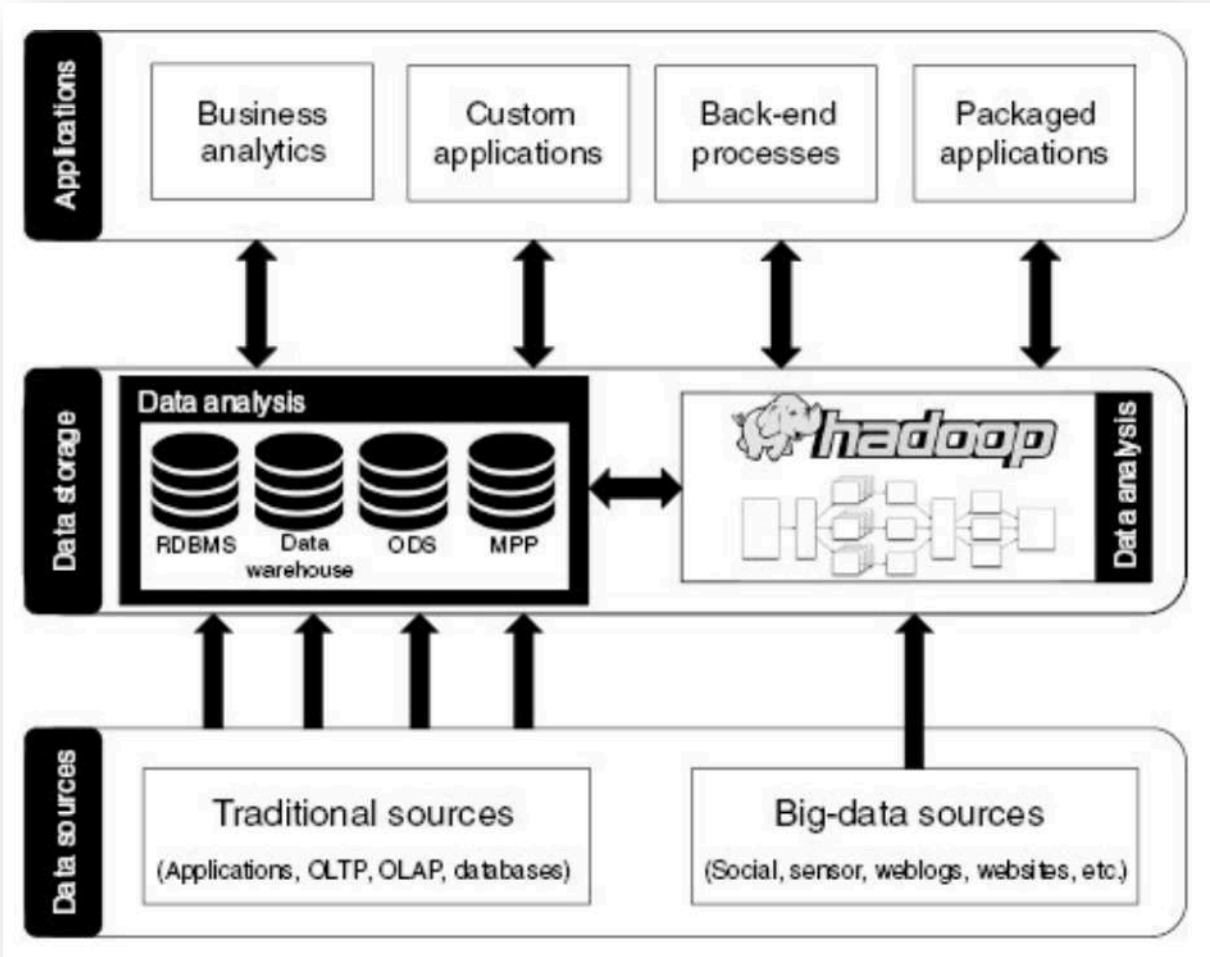 Applications
Business
analytics
Custom
applications
Back-end
processes
Packaged
applications
Data storage
Data analysis
RDBMS
Data
warehouse
ODS
MPP
hadoop
Data analysis
Data sources
Traditional sources
(Applications, OLTP, OLAP, databases)
Big-data sources
(Social, sensor, weblogs, websites, etc.)